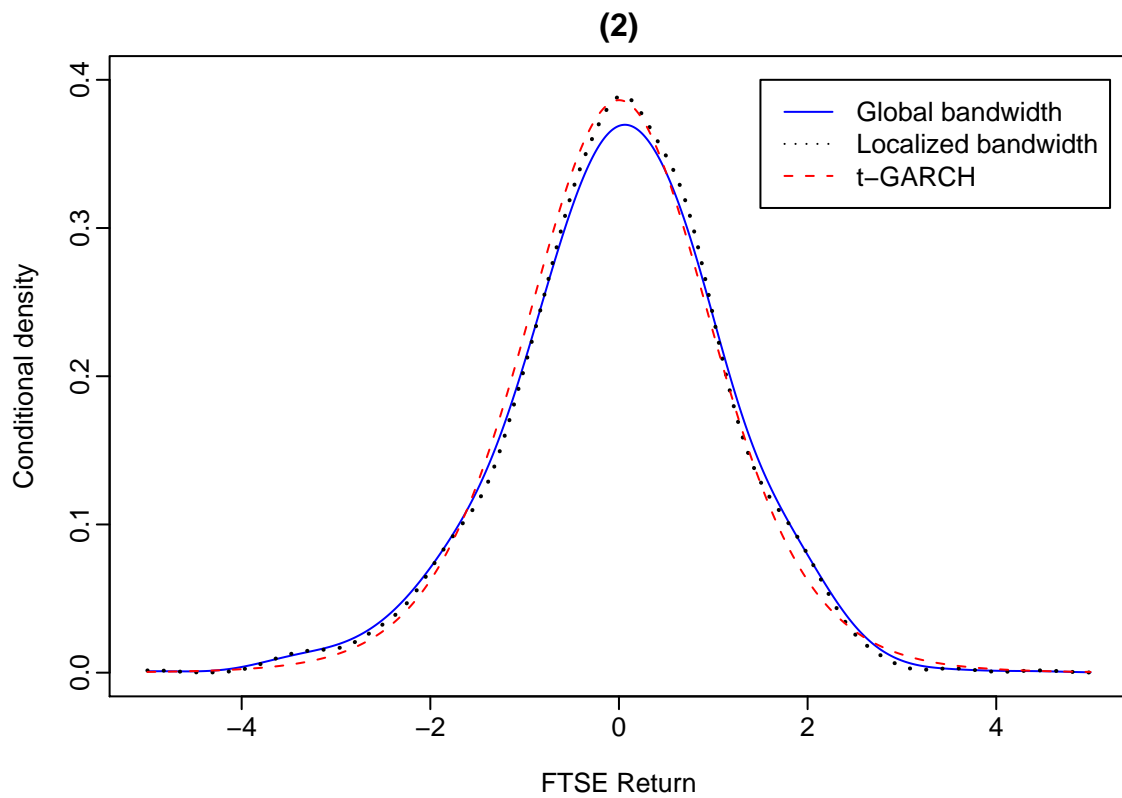 (2)
Conditional density
0.4
0.3
0.2
0.1
0.0
Global bandwidth
Localized bandwidth
t−GARCH
−4
−2
0
2
4
FTSE Return